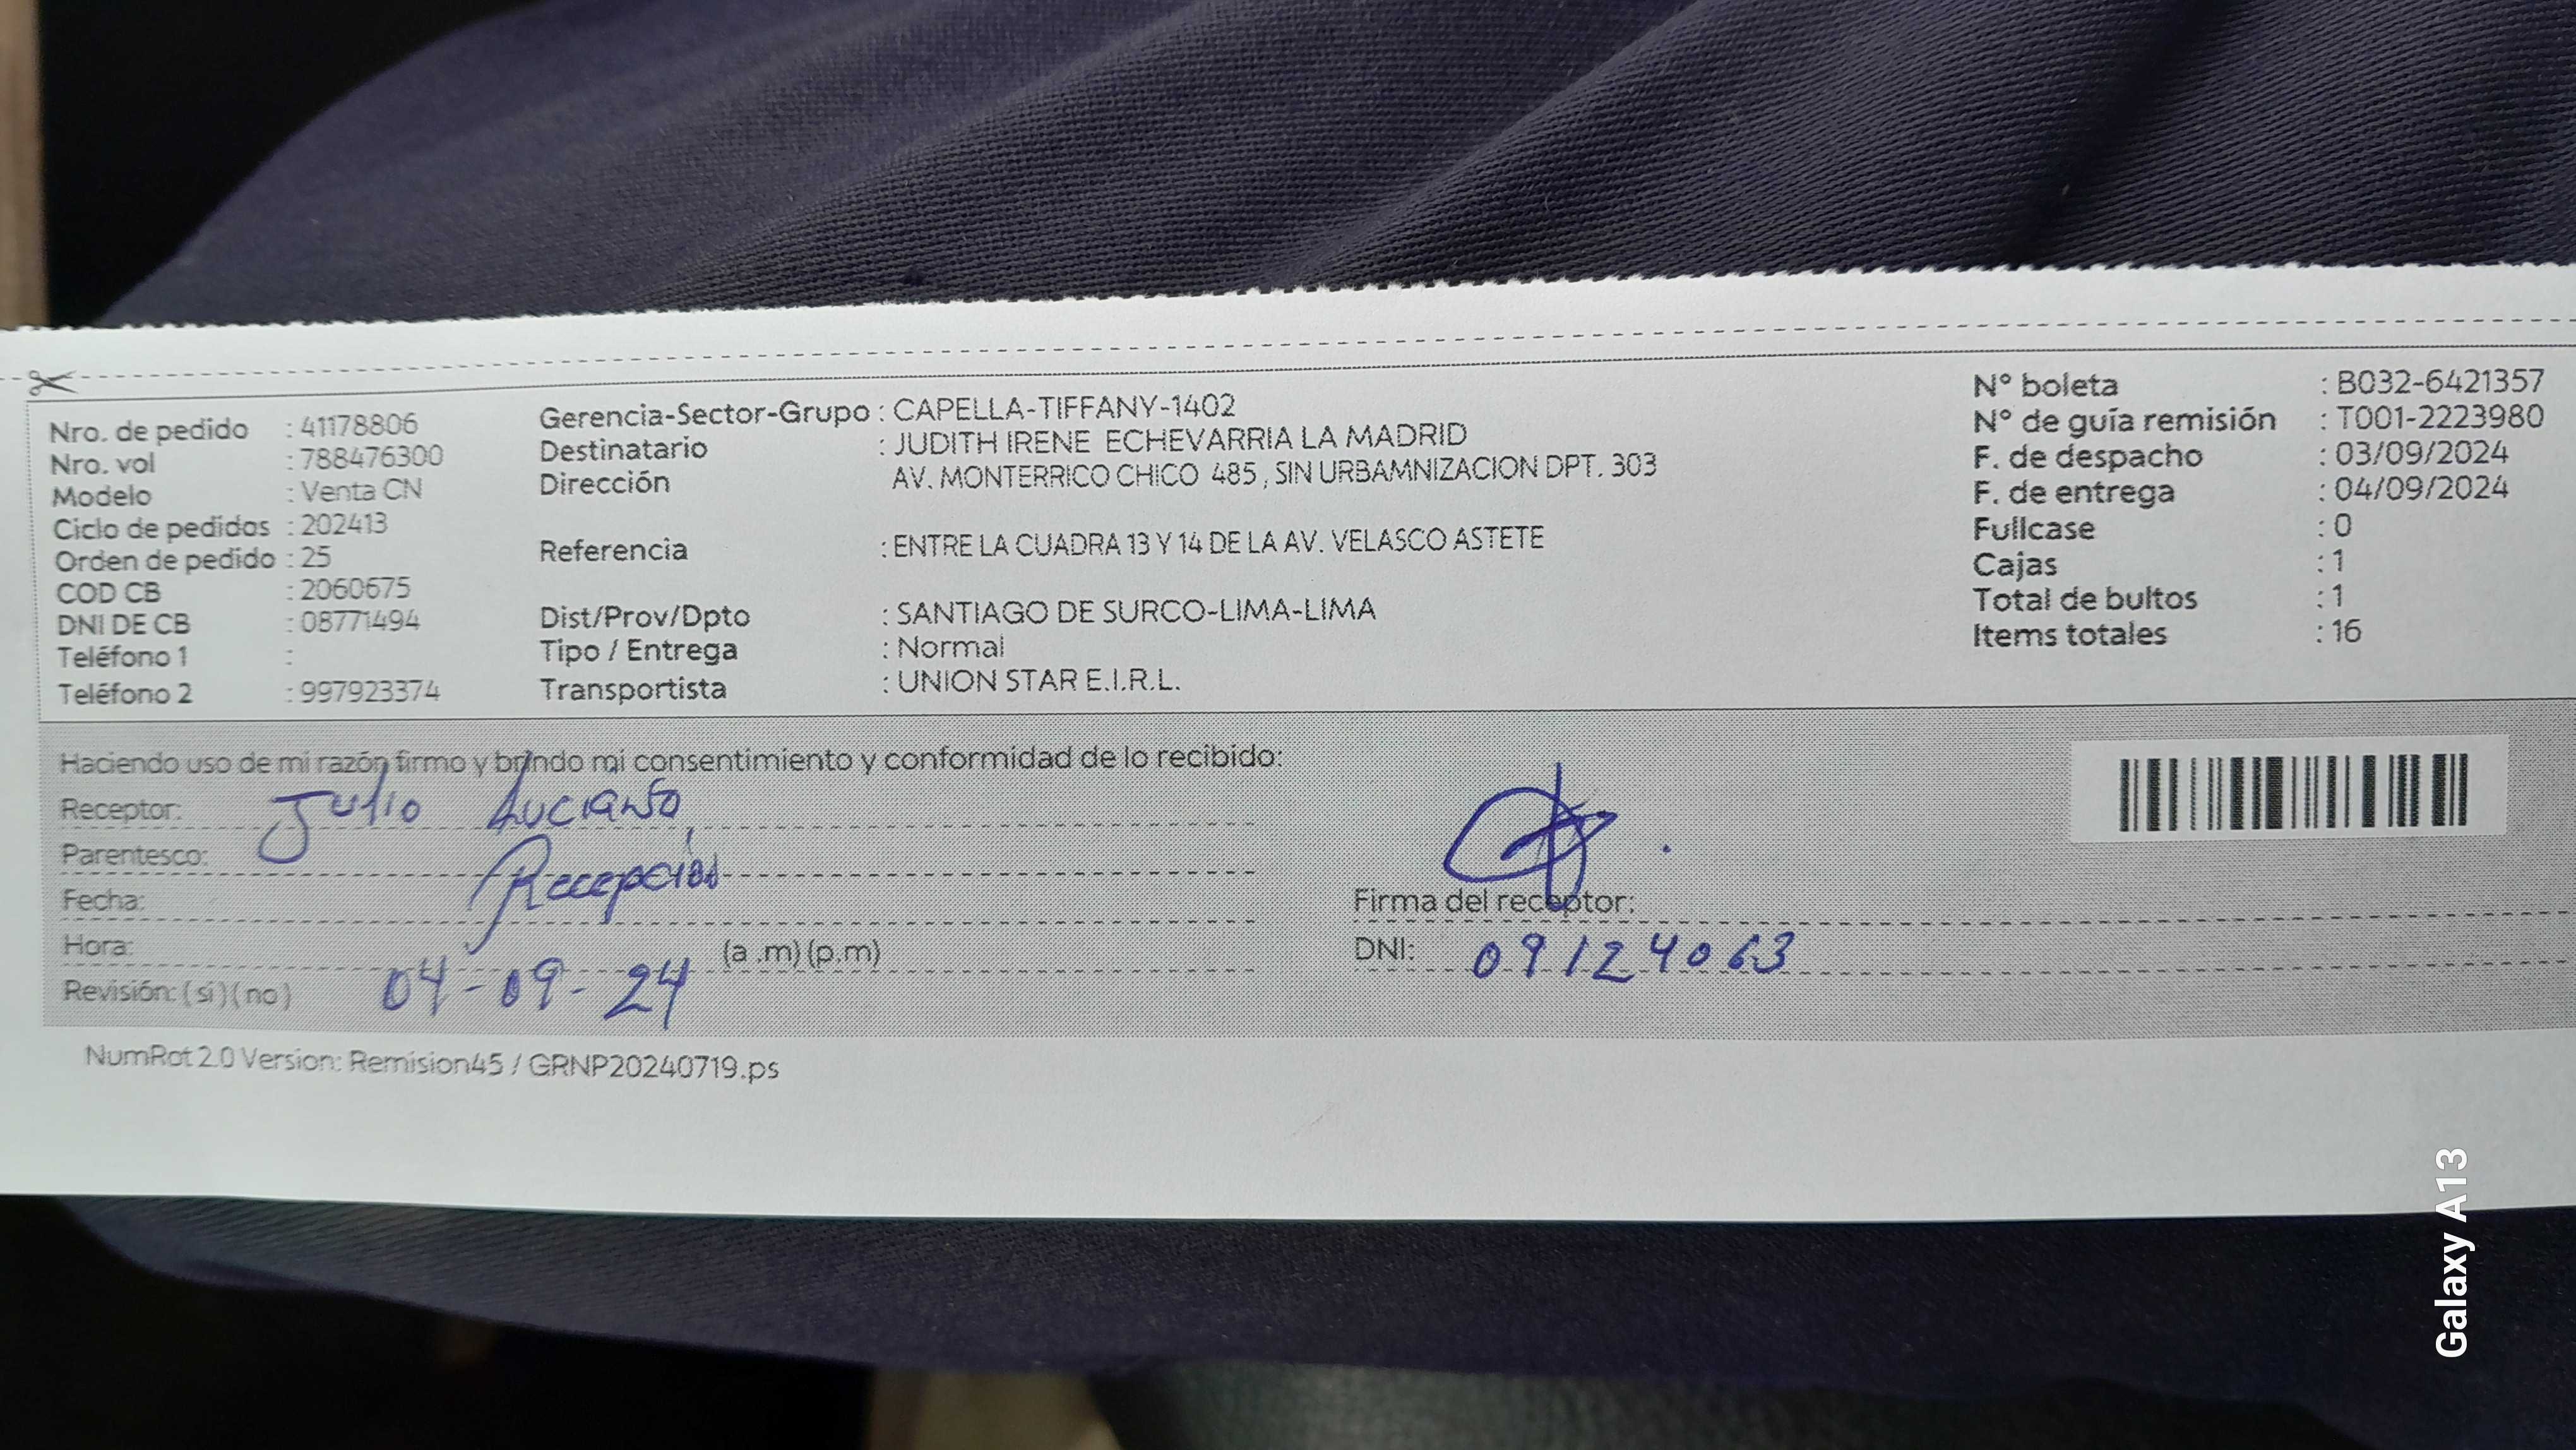 Nro. de pedido : 41178806
Nro. vol : 788476300
Modelo : Venta CN
Ciclo de pedidos : 202413
Orden de pedido : 25
COD CB : 2060675
DNI DE CB : 08771494
Teléfono 1 :
Teléfono 2 : 997923374
Gerencia-Sector-Grupo : CAPELLA-TIFFANY-1402
Destinatario : JUDITH IRENE ECHEVARRIA LA MADRID
Dirección AV. MONTERRICO CHICO 485 , SIN URBAMNIZACION DPT. 303
Referencia : ENTRE LA CUADRA 13 Y 14 DE LA AV. VELASCO ASTETE
Dist/Prov/Dpto : SANTIAGO DE SURCO-LIMA-LIMA
Tipo / Entrega : Normal
Transportista : UNION STAR E.I.R.L.
N° boleta : B032-6421357
N° de guía remisión : T001-2223980
F. de despacho : 03/09/2024
F. de entrega : 04/09/2024
Fullcase : 0
Cajas : 1
Total de bultos : 1
Items totales : 16
Haciendo uso de mi razón firmo y brindo mi consentimiento y conformidad de lo recibido:
Receptor: Julio Luciano,
Parentesco: Recepción
Fecha:
Hora: (a .m) (p.m)
Revisión: ( si ) ( no ) 04-09-24
Firma del receptor:
DNI: 09124063
NumRot 2.0 Version: Remision45 / GRNP20240719.ps
Galaxy A13